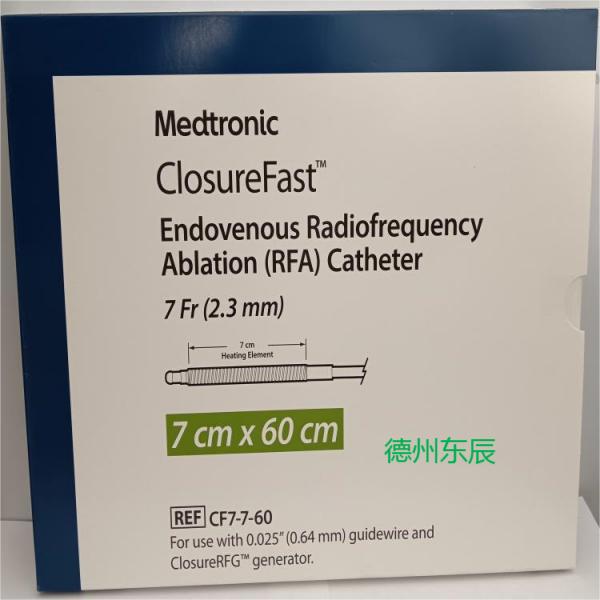 Medtronic
ClosureFast™
Endovenous Radiofrequency
Ablation (RFA) Catheter
7 Fr (2.3 mm)
7 cm
Heating Element
7 cm x 60 cm
德州东辰
REF CF7-7-60
For use with 0.025” (0.64 mm) guidewire and
ClosureRFG™ generator.